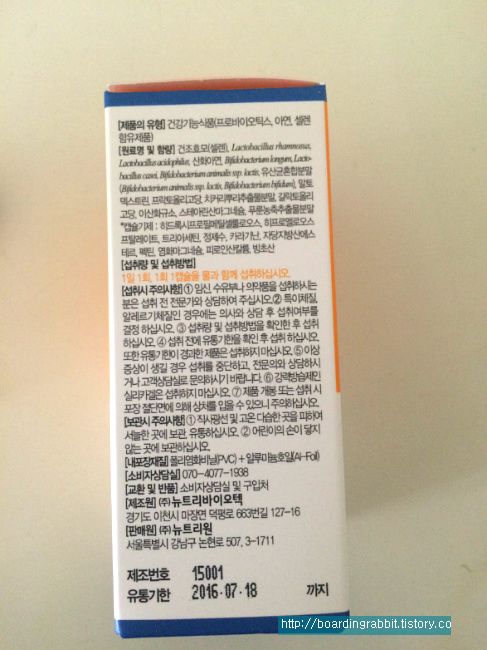 [제품의 유형] 건강기능식품(프로바이오틱스, 아연, 셀렌
함유제품)
[원료명 및 함량] 건조효모(셀렌), Lactobacillus rhamnosus,
Lactobacillus acidophilus, 산화아연, Bifidobacterium longum, Lacto-
bacillus casei, Bifidobacterium animalis ssp. lactis, 유산균혼합분말
(Bifidobacterium animalis ssp. lactis, Bifidobacterium bifidum), 말토
덱스트린, 프락토올리고당, 치커리뿌리추출물분말, 갈락토올리
고당, 이산화규소, 스테아린산마그네슘, 푸룬농축추출물분말
*캡슐기제 : 히드록시프로필메틸셀룰로오스, 히프로멜로오스
프탈레이트, 트리아세틴, 정제수, 카라기난, 자당지방산에스
테르, 펙틴, 염화마그네슘, 피로인산칼륨, 빙초산
[섭취량 및 섭취방법]
1일 1회, 1회 1캡슐을 물과 함께 섭취하십시오.
[섭취시 주의사항] ① 임신, 수유부나 의약품을 섭취하시는
분은 섭취 전 전문가와 상담하여 주십시오. ② 특이체질,
알레르기체질인 경우에는 의사와 상담 후 섭취여부를
결정 하십시오. ③ 섭취량 및 섭취방법을 확인한 후 섭취
하십시오. ④ 섭취 전에 유통기한을 확인 후 섭취 하십시오.
또한 유통기한이 경과한 제품은 섭취하지 마십시오. ⑤ 이상
증상이 생길 경우 섭취를 중단하고, 전문의와 상담하시
거나 고객상담실로 문의하시기 바랍니다. ⑥ 강력방습제인
실리카겔은 섭취하지 마십시오. ⑦ 제품 개봉 또는 섭취 시
포장 절단면에 의해 상처를 입을 수 있으니 주의하십시오.
[보관시 주의사항] ① 직사광선 및 고온 다습한 곳을 피하여
서늘한 곳에 보관, 유통하십시오. ② 어린이의 손이 닿지
않는 곳에 보관하십시오.
[내포장재질] 폴리염화비닐(PVC) + 알루미늄호일(Al-Foil)
[소비자상담실] 070-4077-1938
[교환 및 반품] 소비자상담실 및 구입처
[제조원] (주)뉴트리바이오텍
경기도 이천시 마장면 덕평로 663번길 127-16
[판매원] (주)뉴트리원
서울특별시 강남구 논현로 507, 3-1711
제조번호 15001
유통기한 2016.07.18 까지
http://boardingrabbit.tistory.co